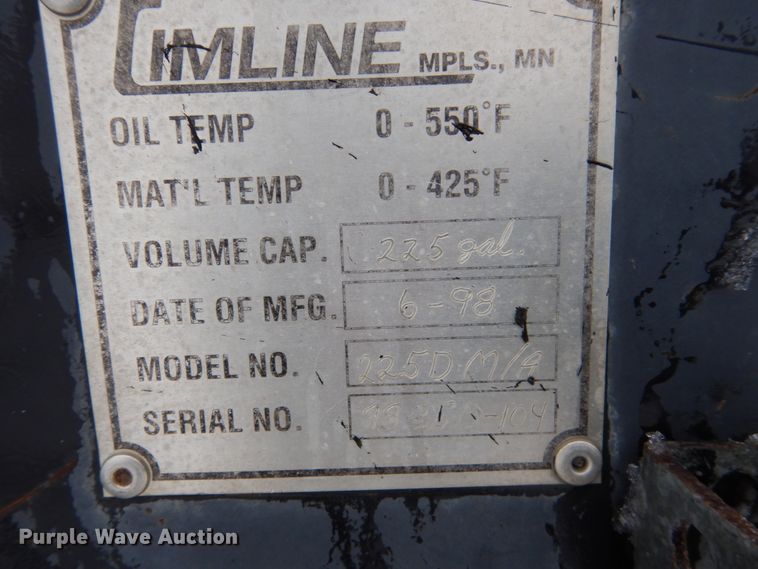 CIMLINE MPLS., MN
OIL TEMP 0 - 550°F
MAT'L TEMP 0 - 425°F
VOLUME CAP. 225 gal.
DATE OF MFG. 6-98
MODEL NO. 225D M/A
SERIAL NO. -104
Purple Wave Auction